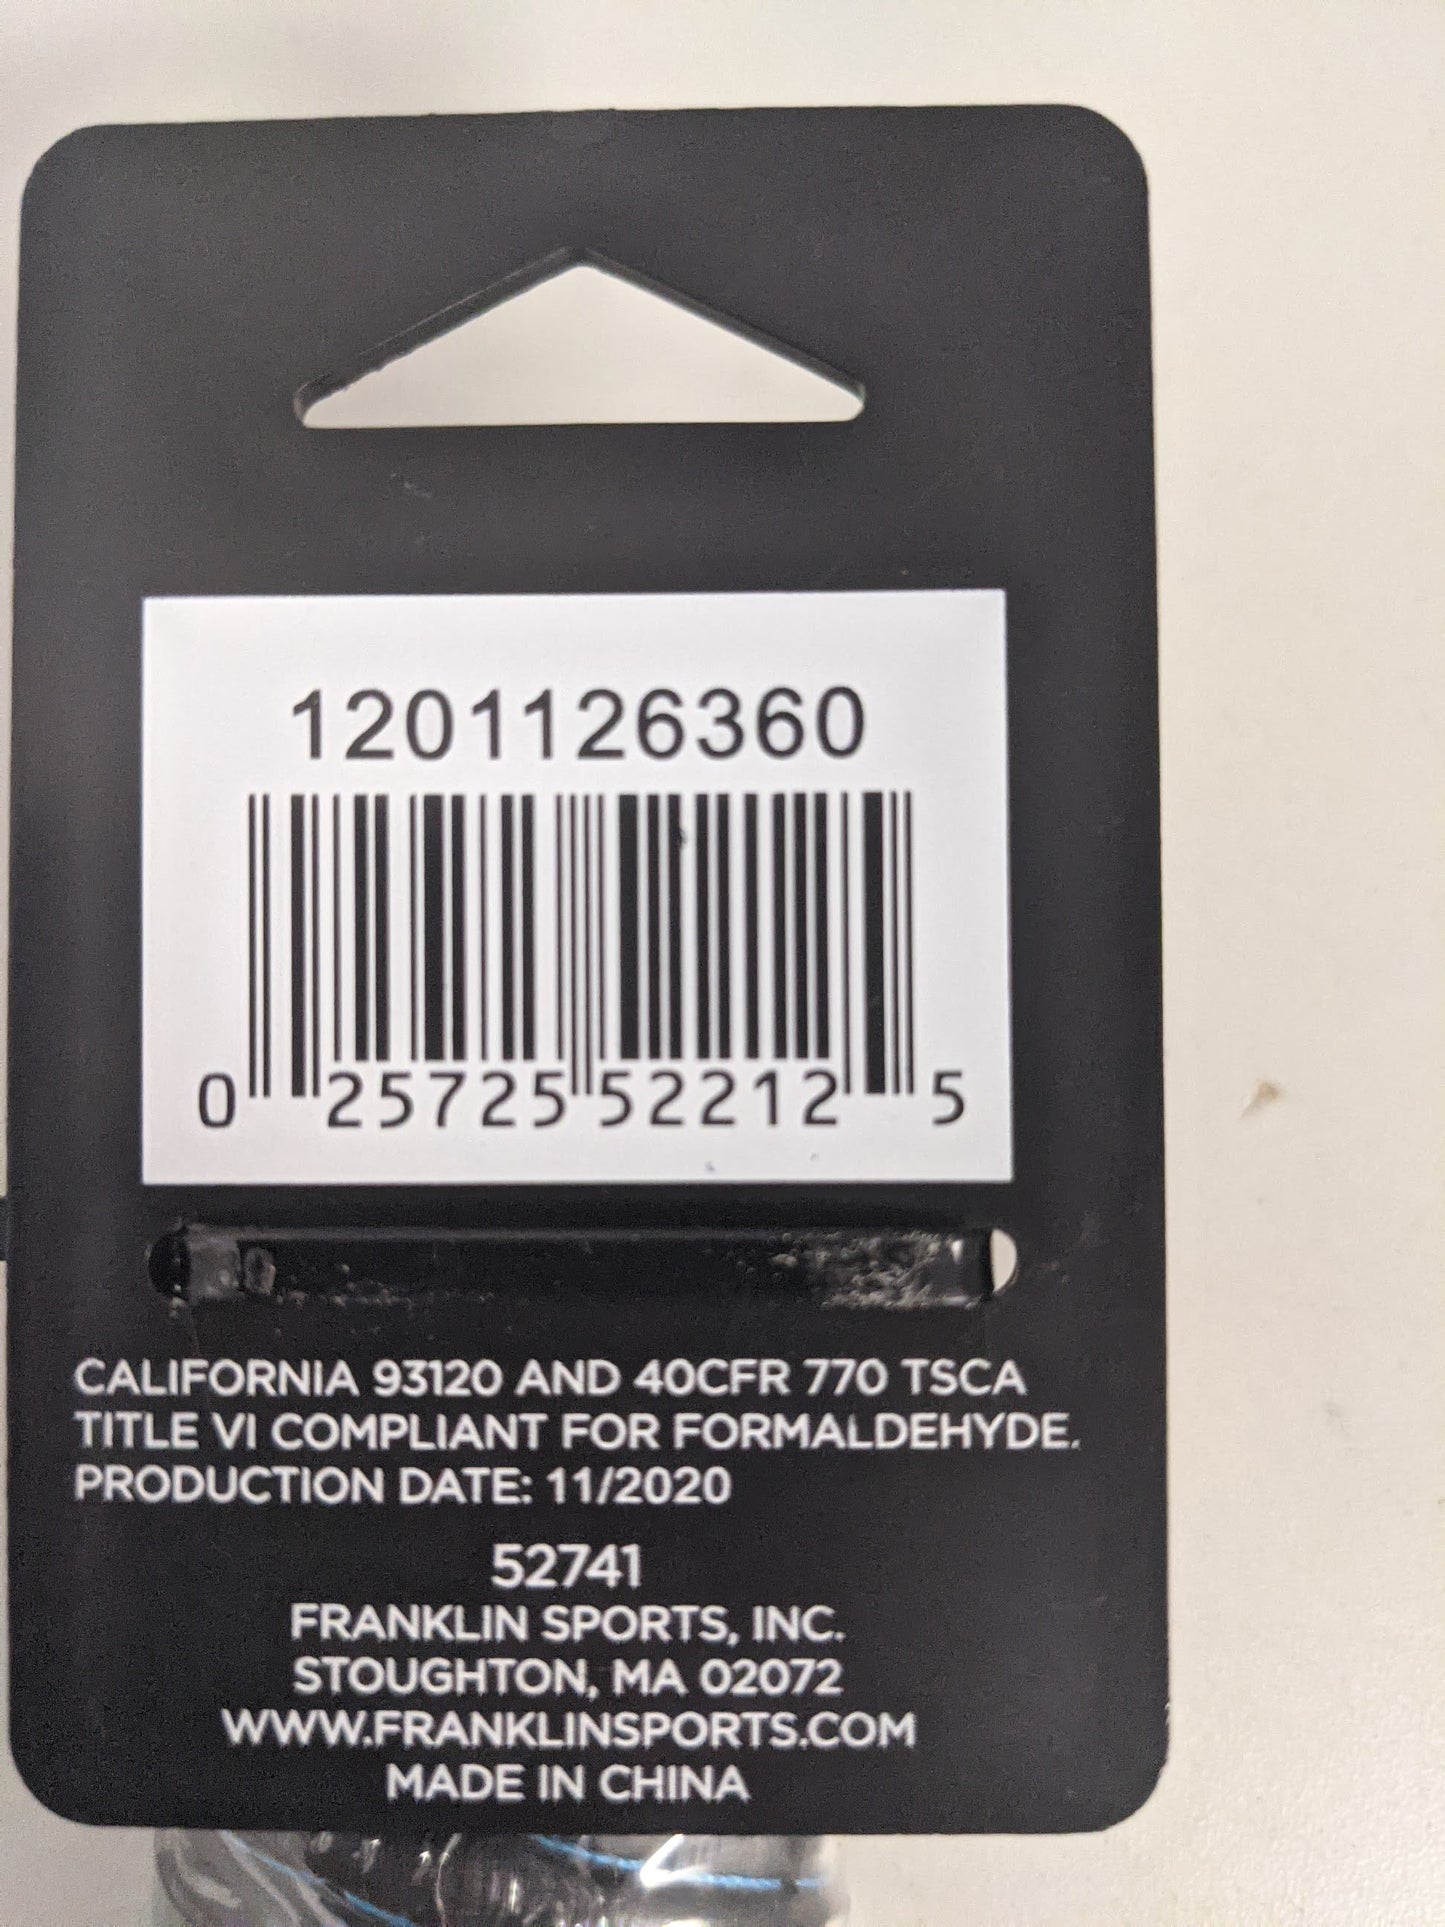 1201126360
0 25725 52212 5
CALIFORNIA 93120 AND 40CFR 770 TSCA
TITLE VI COMPLIANT FOR FORMALDEHYDE.
PRODUCTION DATE: 11/2020
52741
FRANKLIN SPORTS, INC.
STOUGHTON, MA 02072
WWW.FRANKLINSPORTS.COM
MADE IN CHINA